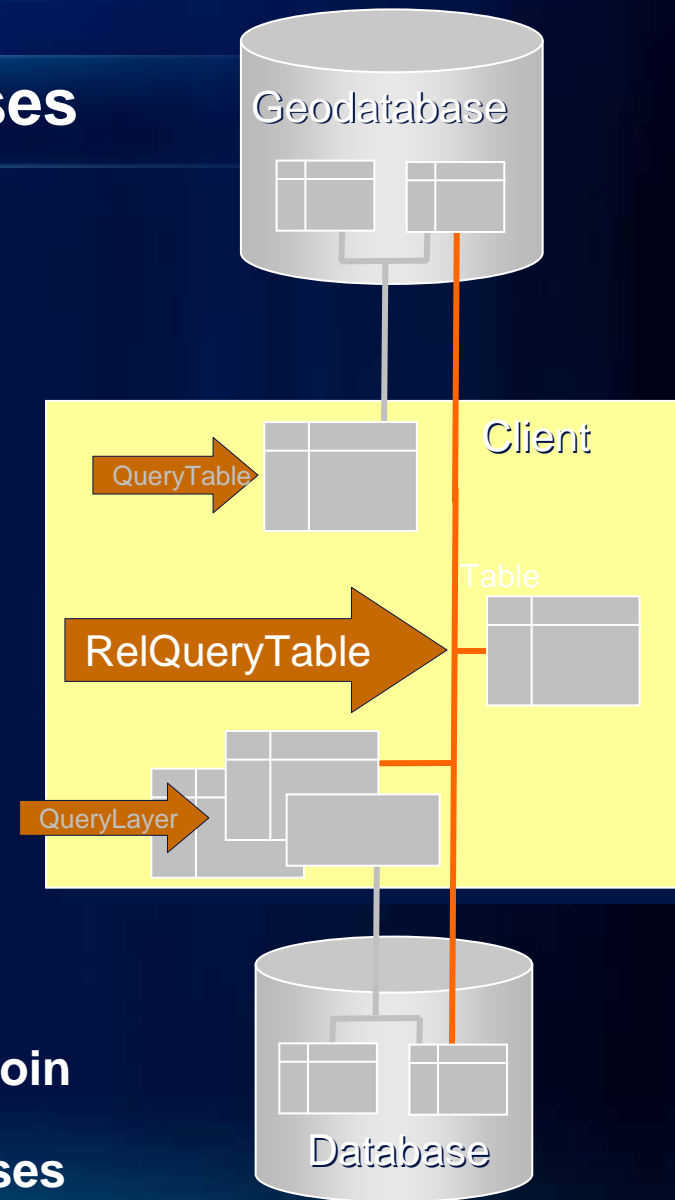 ses
Geodatabase
Client
QueryTable
Table
RelQueryTable
QueryLayer
oin
Database
ses